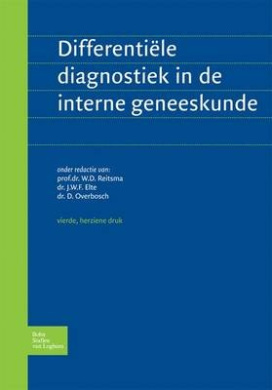 Differentiële
diagnostiek in de
interne geneeskunde
onder redactie van:
prof.dr. W.D. Reitsma
dr. J.W.F. Elte
dr. D. Overbosch
vierde, herziene druk
Bohn
Stafleu
van Loghum